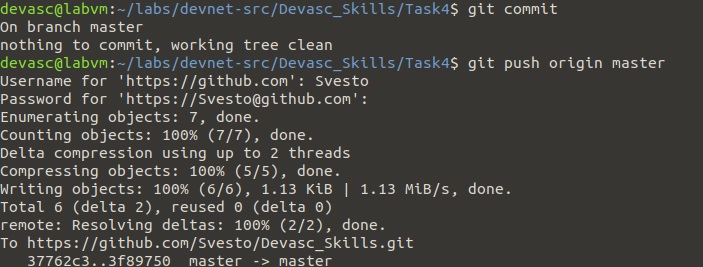 devasc@labvm:~/labs/devnet-src/Devasc_Skills/Task4$ git commit
On branch master
nothing to commit, working tree clean
devasc@labvm:~/labs/devnet-src/Devasc_Skills/Task4$ git push origin master
Username for 'https://github.com': Svesto
Password for 'https://Svesto@github.com':
Enumerating objects: 7, done.
Counting objects: 100% (7/7), done.
Delta compression using up to 2 threads
Compressing objects: 100% (5/5), done.
Writing objects: 100% (6/6), 1.13 KiB | 1.13 MiB/s, done.
Total 6 (delta 2), reused 0 (delta 0)
remote: Resolving deltas: 100% (2/2), done.
To https://github.com/Svesto/Devasc_Skills.git
   37762c3..3f89750  master -> master